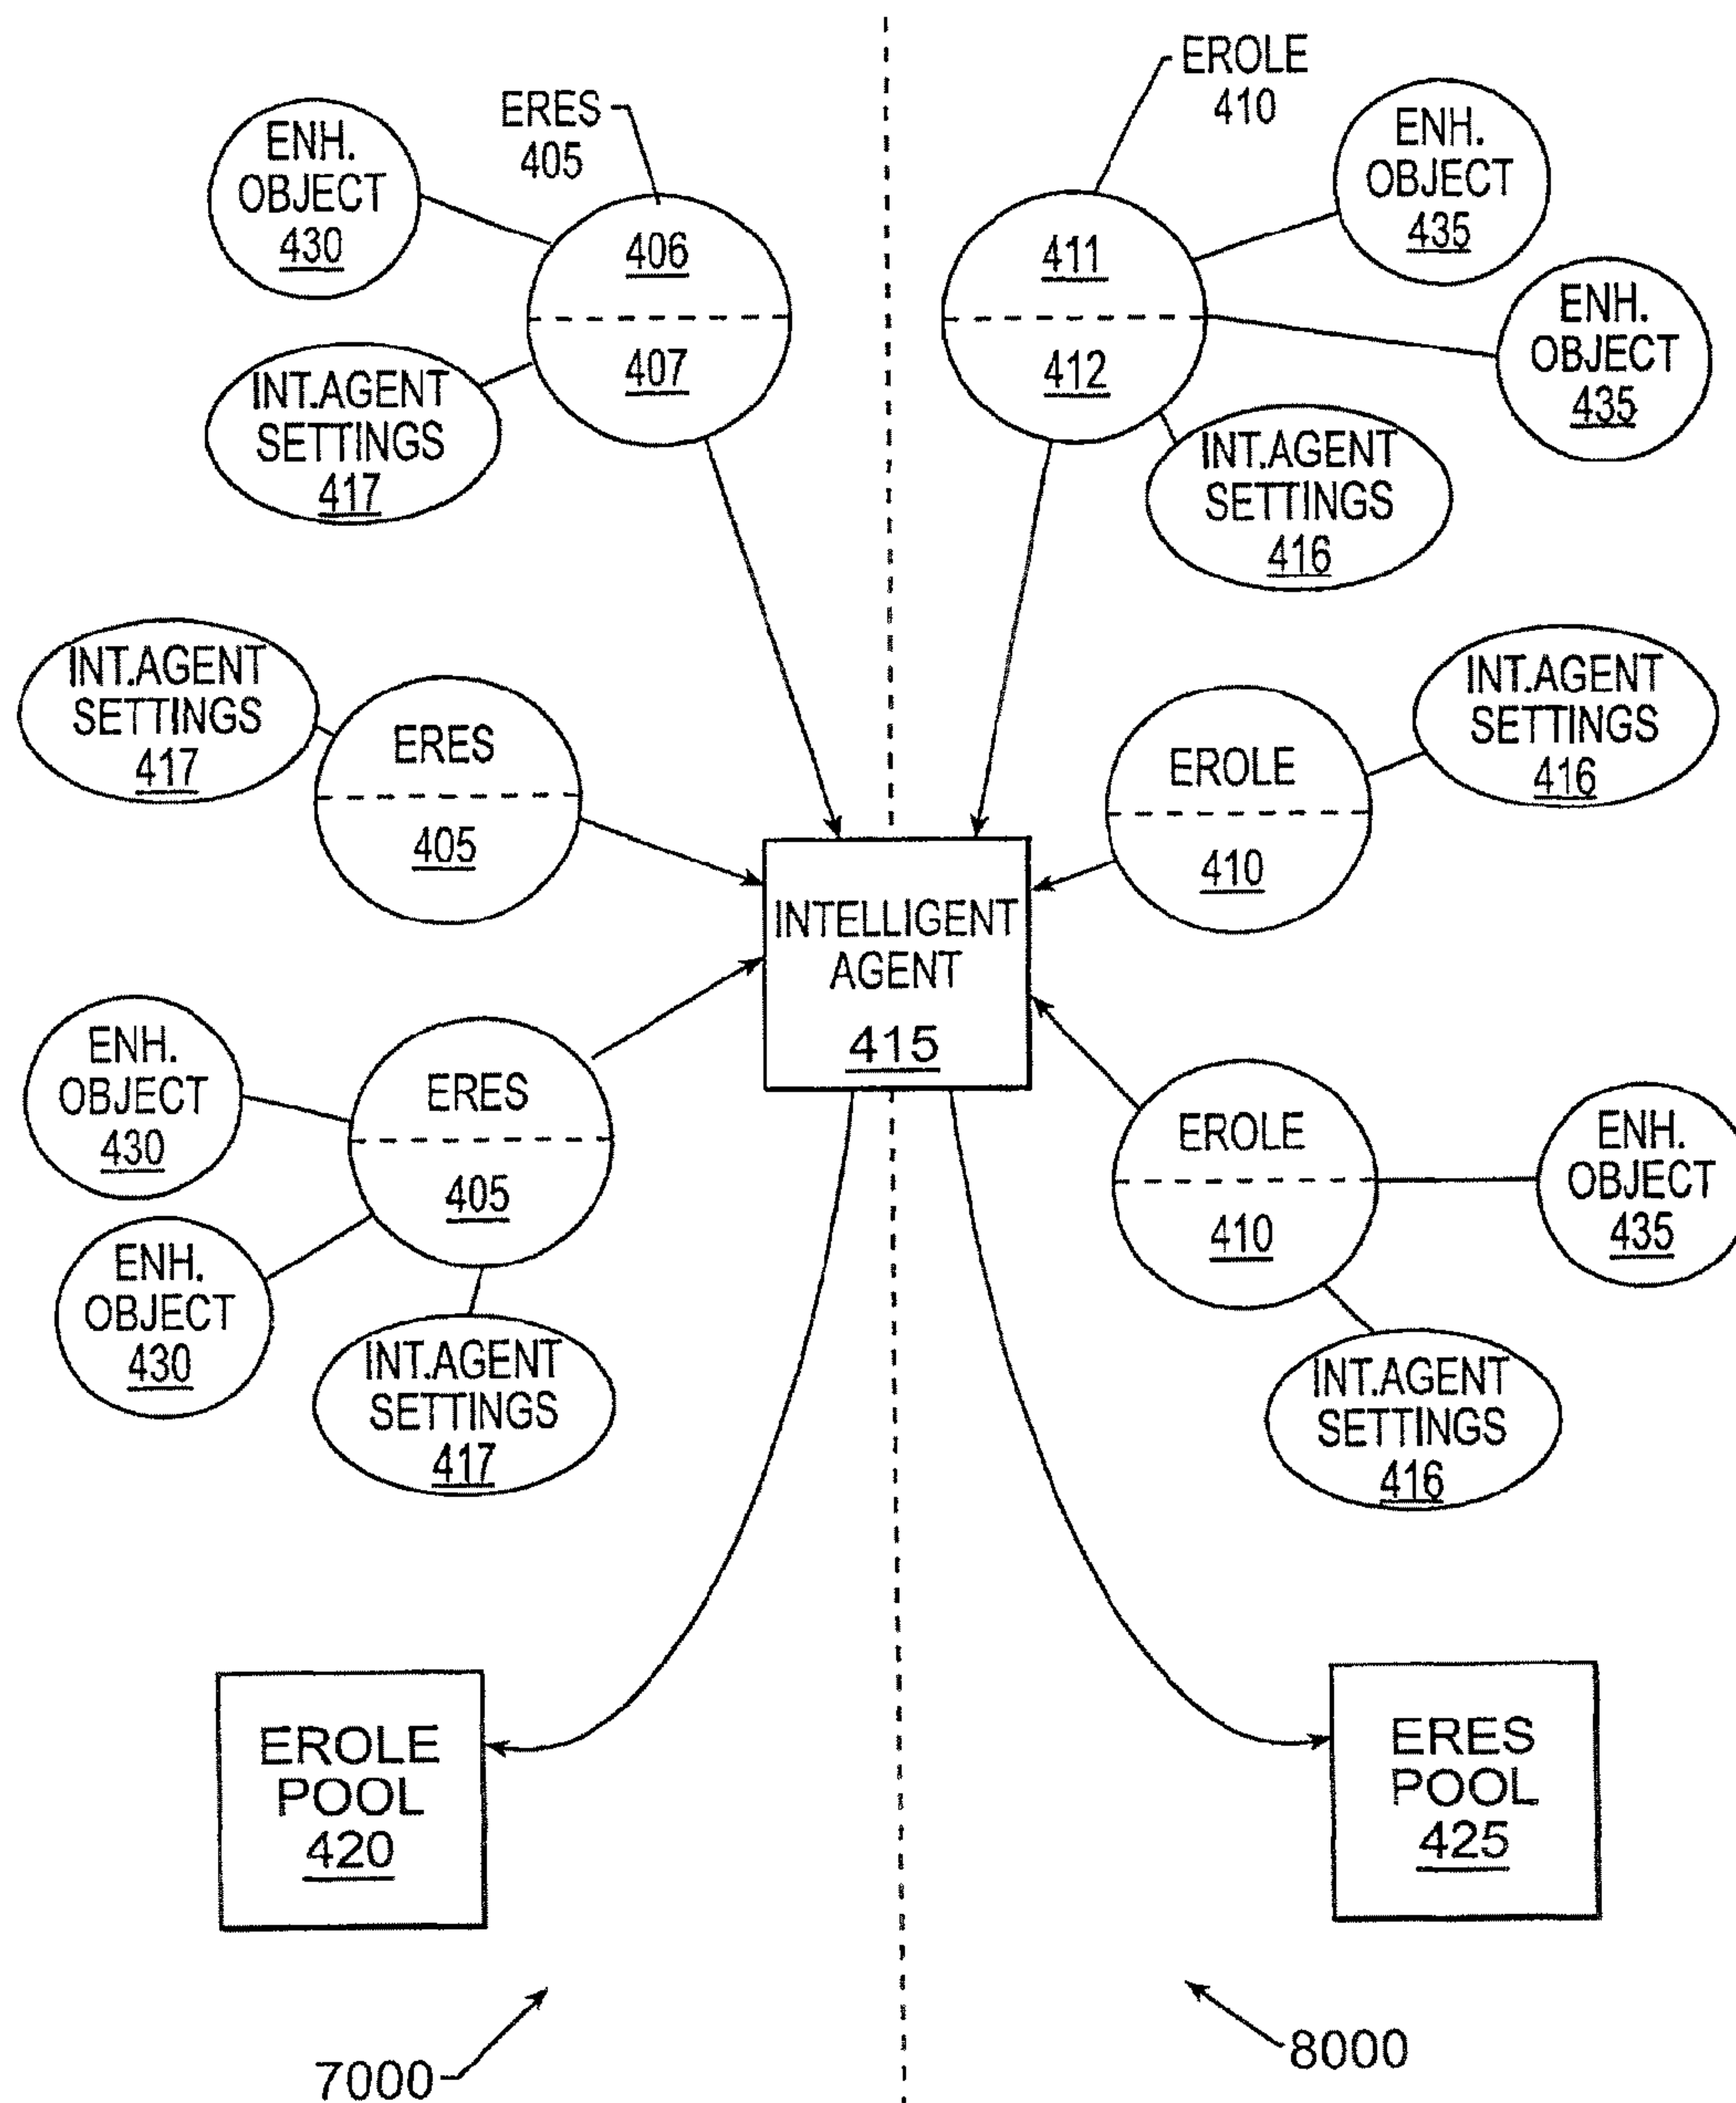 EROLE
410
ERES
405
ENH.
OBJECT
430
406
407
INT.AGENT
SETTINGS
417
411
412
ENH.
OBJECT
435
ENH.
OBJECT
435
INT.AGENT
SETTINGS
416
INT.AGENT
SETTINGS
417
ERES
405
EROLE
410
INT.AGENT
SETTINGS
416
INTELLIGENT
AGENT
415
ENH.
OBJECT
430
ERES
405
ENH.
OBJECT
430
INT.AGENT
SETTINGS
417
EROLE
410
ENH.
OBJECT
435
INT.AGENT
SETTINGS
416
EROLE
POOL
420
ERES
POOL
425
7000
8000